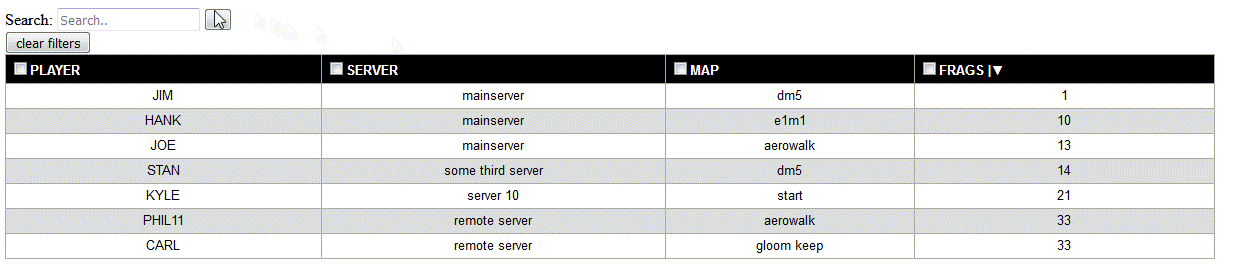 Search: Search..
clear filters
PLAYER SERVER MAP FRAGS |▼
JIM mainserver dm5 1
HANK mainserver e1m1 10
JOE mainserver aerowalk 13
STAN some third server dm5 14
KYLE server 10 start 21
PHIL11 remote server aerowalk 33
CARL remote server gloom keep 33